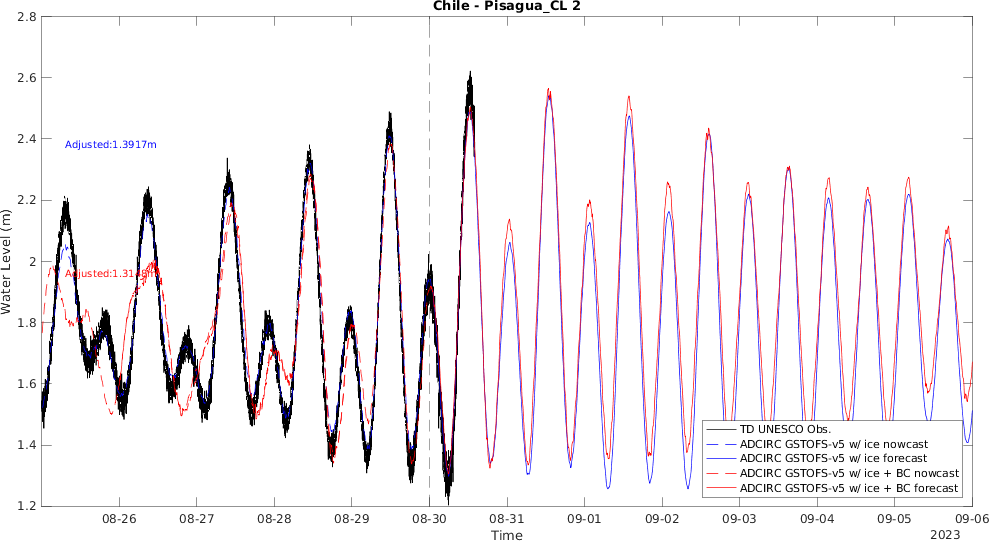 Chile - Pisagua_CL 2
2.8
2.6
2.4
2.2
2
1.8
1.6
1.4
1.2
Water Level (m)
Adjusted:1.3917m
Adjusted:1.3148m
TD UNESCO Obs.
ADCIRC GSTOFS-v5 w/ ice nowcast
ADCIRC GSTOFS-v5 w/ ice forecast
ADCIRC GSTOFS-v5 w/ ice + BC nowcast
ADCIRC GSTOFS-v5 w/ ice + BC forecast
08-26 08-27 08-28 08-29 08-30 08-31 09-01 09-02 09-03 09-04 09-05 09-06
Time
2023